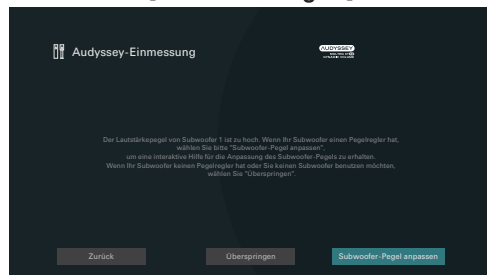 Audyssey-Einmessung
AUDYSSEY
DYNAMIC VOLUME
Der Lautstärkepegel von Subwoofer 1 ist zu hoch. Wenn Ihr Subwoofer einen Pegelregler hat,
wählen Sie bitte "Subwoofer-Pegel anpassen",
um eine interaktive Hilfe für die Anpassung des Subwoofer-Pegels zu erhalten.
Wenn Ihr Subwoofer keinen Pegelregler hat oder Sie keinen Subwoofer benutzen möchten,
wählen Sie "Überspringen".
Zurück
Überspringen
Subwoofer-Pegel anpassen